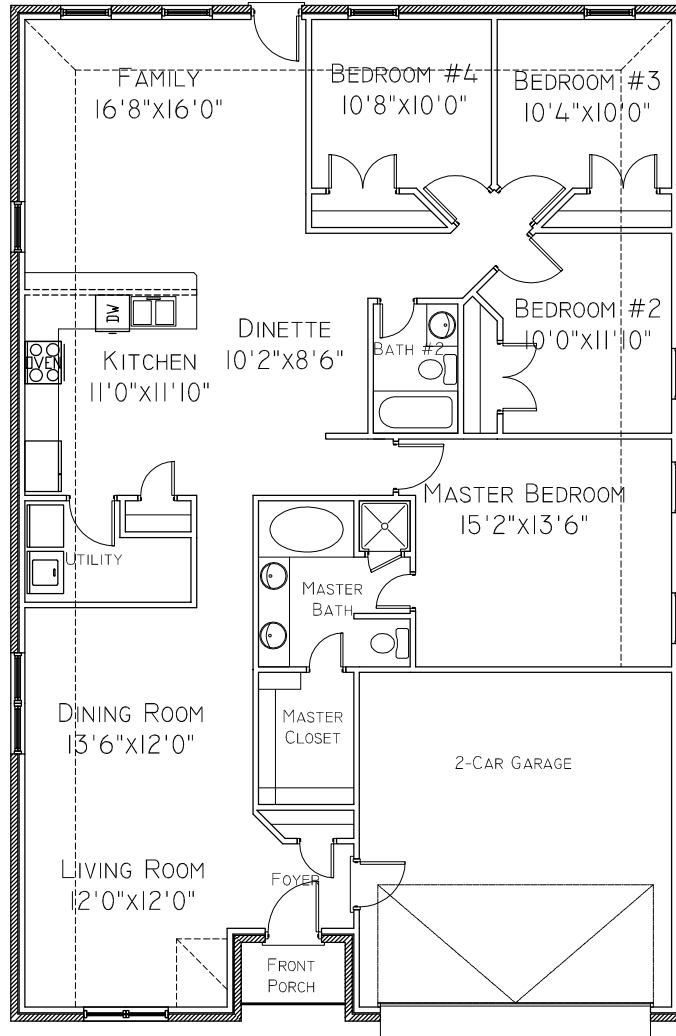 FAMILY
16'8"x16'0"
BEDROOM #4
10'8"x10'0"
BEDROOM #3
10'4"x10'0"
BEDROOM #2
10'0"x11'10"
DW
DINETTE
10'2"x8'6"
BATH #2
OVEN
KITCHEN
11'0"x11'10"
MASTER BEDROOM
15'2"x13'6"
UTILITY
MASTER
BATH
DINING ROOM
13'6"x12'0"
MASTER
CLOSET
2-CAR GARAGE
LIVING ROOM
12'0"x12'0"
FOYER
FRONT
PORCH